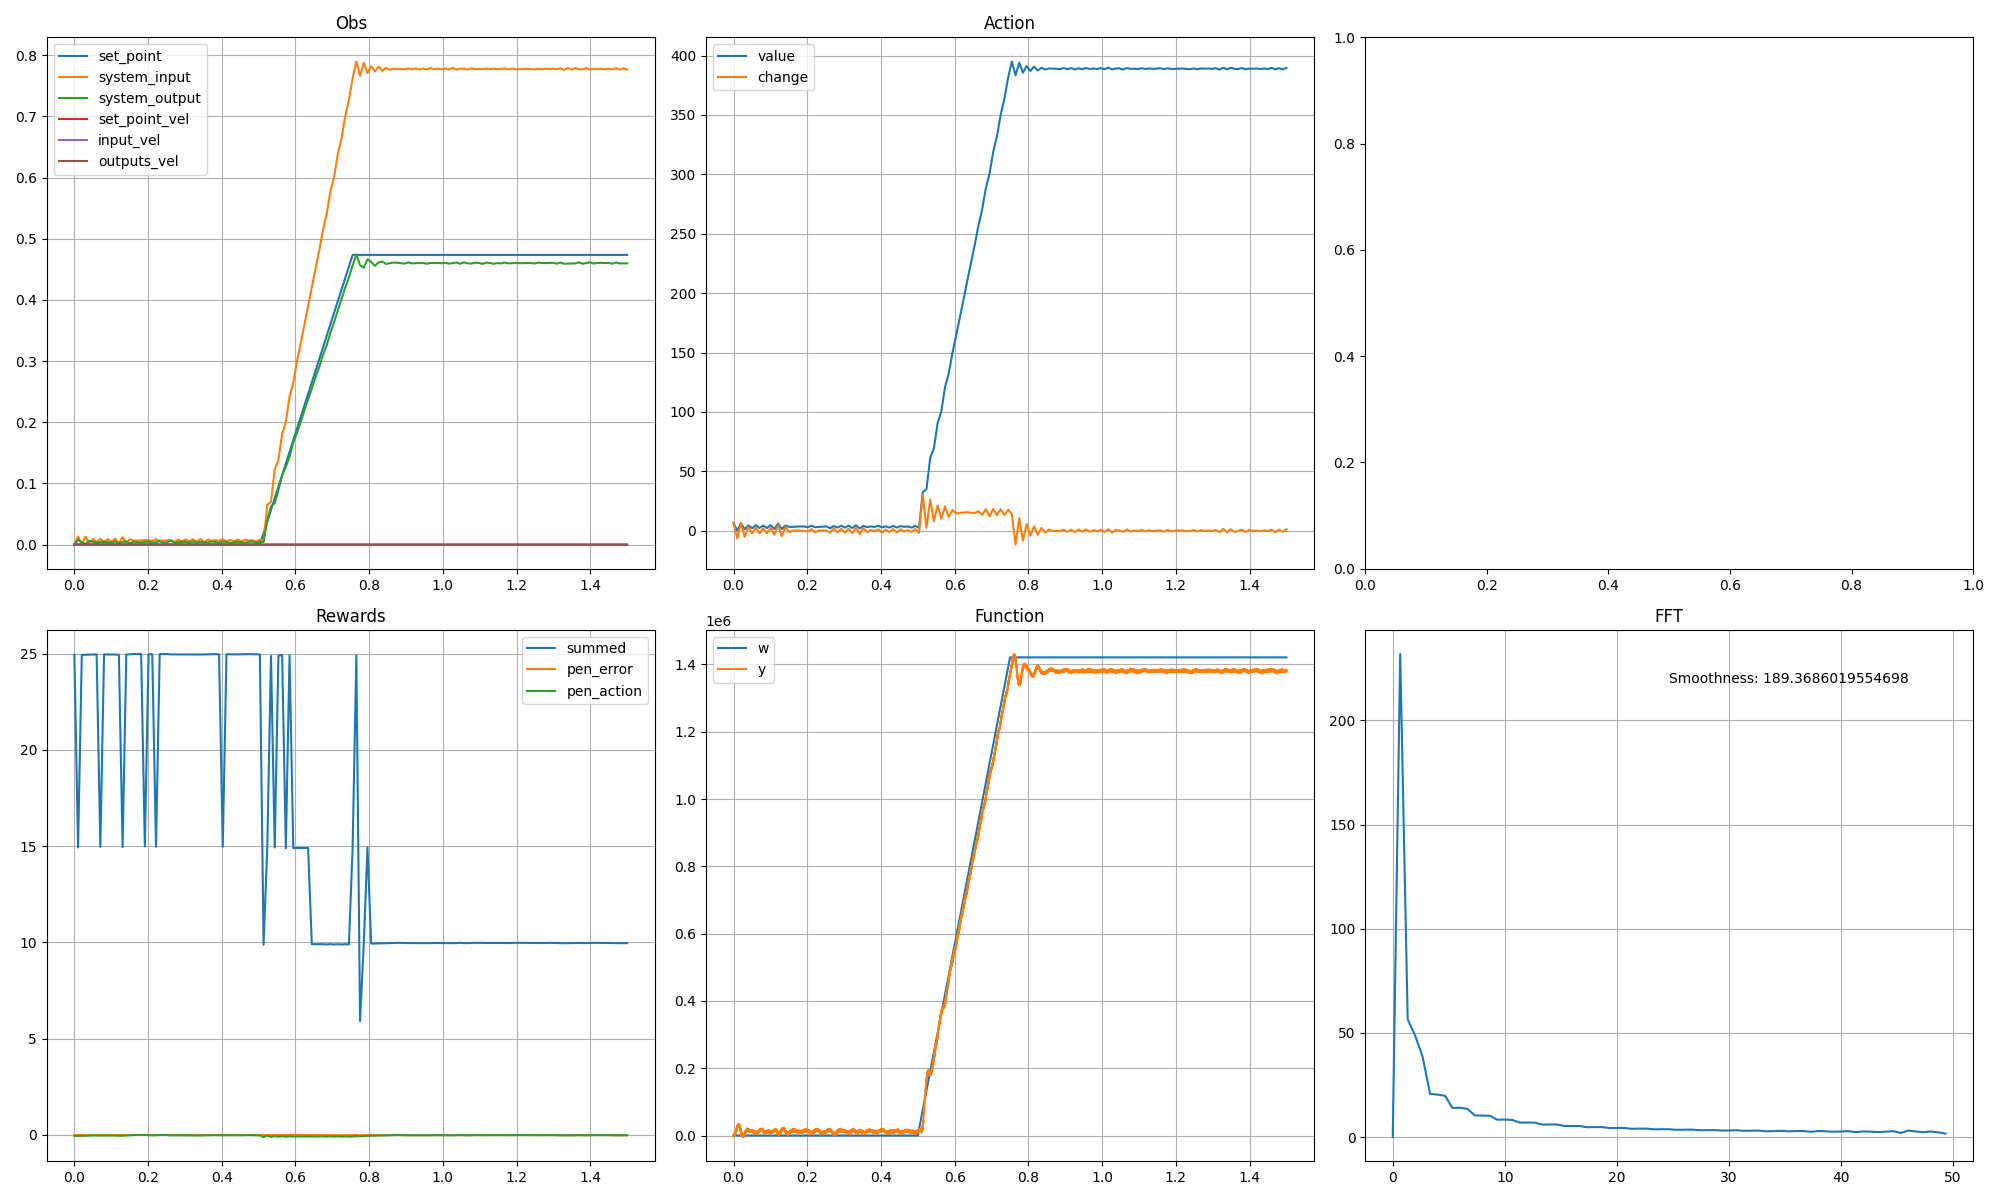 Obs
0.8
0.7
0.6
0.5
0.4
0.3
0.2
0.1
0.0
set_point
system_input
system_output
set_point_vel
input_vel
outputs_vel
0.0 0.2 0.4 0.6 0.8 1.0 1.2 1.4
Action
400
350
300
250
200
150
100
50
0
value
change
0.0 0.2 0.4 0.6 0.8 1.0 1.2 1.4
1.0
0.8
0.6
0.4
0.2
0.0
0.0 0.2 0.4 0.6 0.8 1.0
Rewards
25
20
15
10
5
0
summed
pen_error
pen_action
0.0 0.2 0.4 0.6 0.8 1.0 1.2 1.4
Function
1e6
1.4
1.2
1.0
0.8
0.6
0.4
0.2
0.0
w
y
0.0 0.2 0.4 0.6 0.8 1.0 1.2 1.4
FFT
Smoothness: 189.3686019554698
200
150
100
50
0
0 10 20 30 40 50